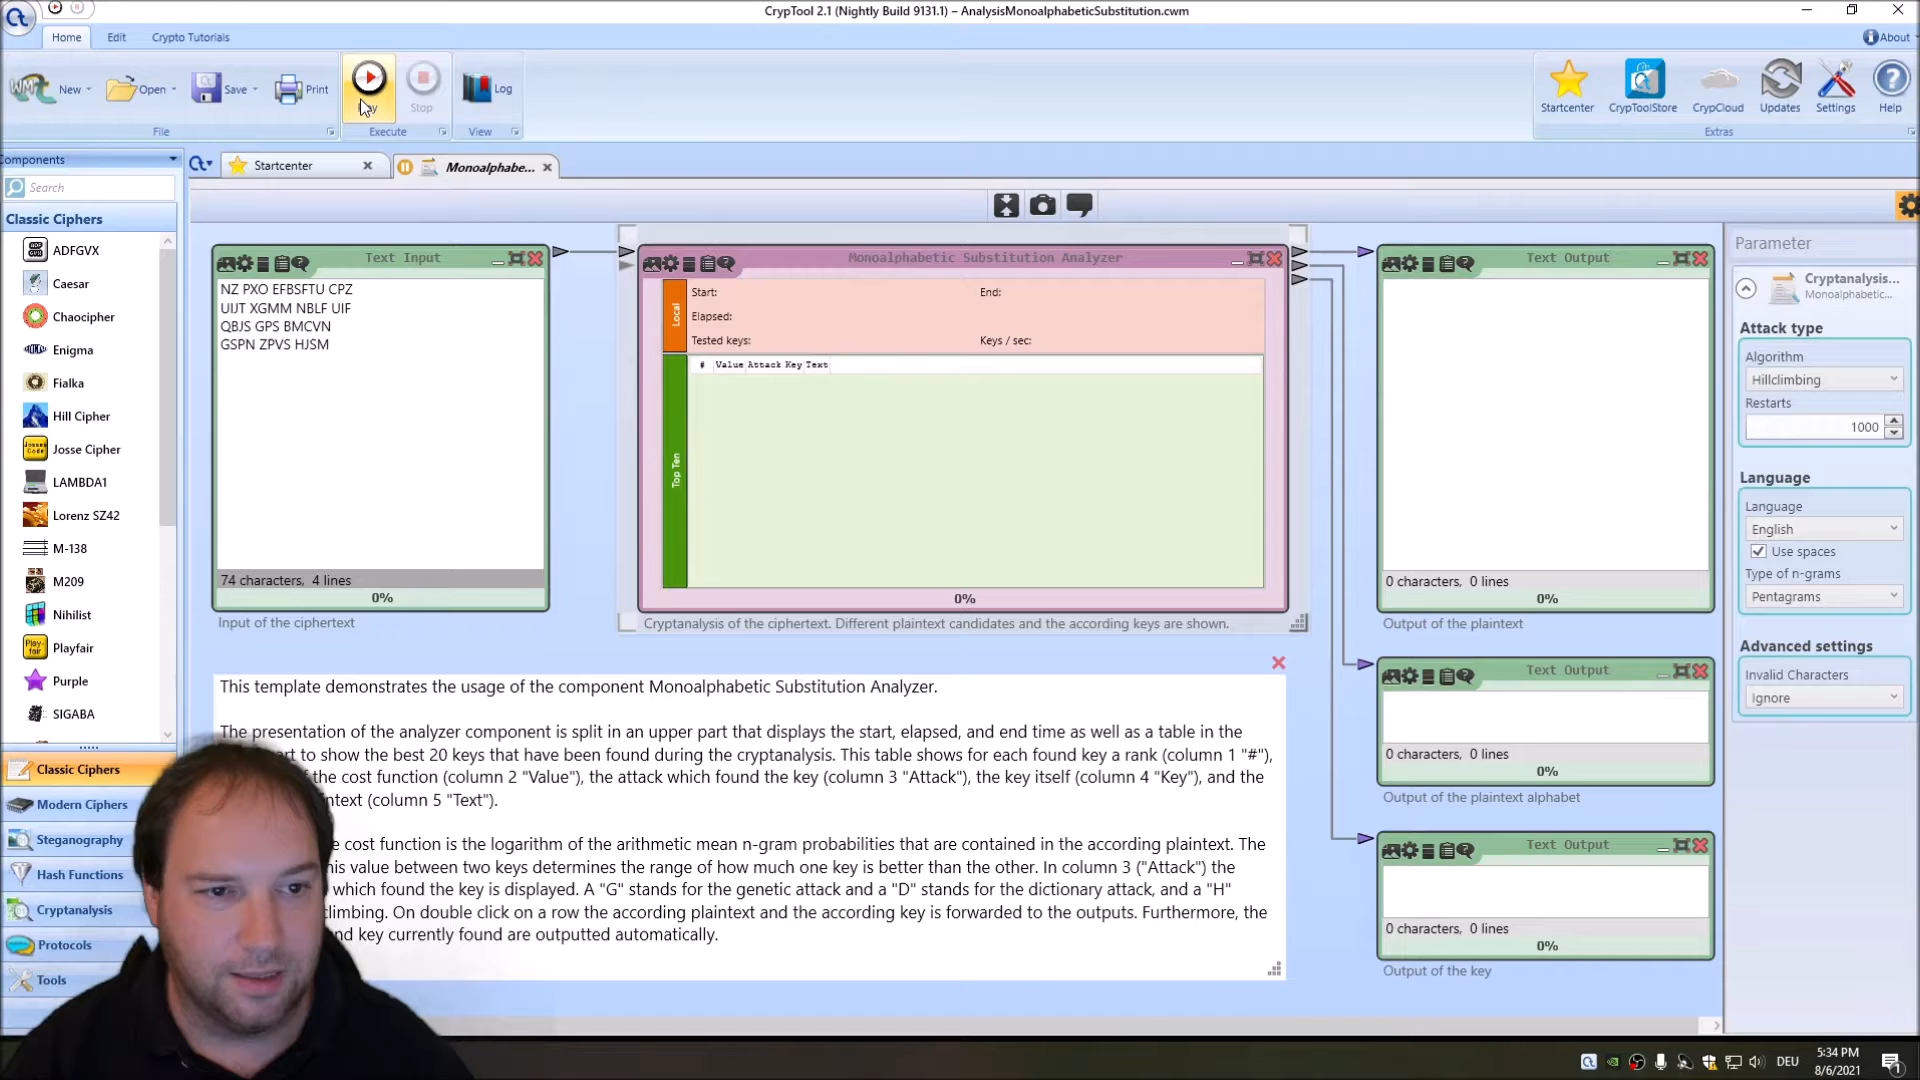 CrypTool 2.1 (Nightly Build 9131.1) – AnalysisMonoalphabeticSubstitution.cwm
Home Edit Crypto Tutorials About
New Open Save Print Stop Log Startcenter CrypToolStore CrypCloud Updates Settings Help
File Execute View Extras
Components Startcenter Monoalphabe...
Search
Classic Ciphers
ADFGVX
Caesar
Chaocipher
Enigma
Fialka
Hill Cipher
Josse Cipher
LAMBDA1
Lorenz SZ42
M-138
M209
Nihilist
Playfair
Purple
SIGABA
Classic Ciphers
Modern Ciphers
Steganography
Hash Functions
Cryptanalysis
Protocols
Tools
Text Input
NZ PXO EFBSFTU CPZ
UIJT XGMM NBLF UIF
QBJS GPS BMCVN
GSPN ZPVS HJSM
74 characters, 4 lines
0%
Input of the ciphertext
Monoalphabetic Substitution Analyzer
Local
Start: End:
Elapsed:
Tested keys: Keys / sec:
# Value Attack Key Text
Top Ten
0%
Cryptanalysis of the ciphertext. Different plaintext candidates and the according keys are shown.
Text Output
0 characters, 0 lines
0%
Output of the plaintext
Text Output
0 characters, 0 lines
0%
Output of the plaintext alphabet
Text Output
0 characters, 0 lines
0%
Output of the key
This template demonstrates the usage of the component Monoalphabetic Substitution Analyzer.
The presentation of the analyzer component is split in an upper part that displays the start, elapsed, and end time as well as a table in the
to show the best 20 keys that have been found during the cryptanalysis. This table shows for each found key a rank (column 1 "#"),
the cost function (column 2 "Value"), the attack which found the key (column 3 "Attack"), the key itself (column 4 "Key"), and the
(column 5 "Text").
cost function is the logarithm of the arithmetic mean n-gram probabilities that are contained in the according plaintext. The
value between two keys determines the range of how much one key is better than the other. In column 3 ("Attack") the
which found the key is displayed. A "G" stands for the genetic attack and a "D" stands for the dictionary attack, and a "H"
On double click on a row the according plaintext and the according key is forwarded to the outputs. Furthermore, the
key currently found are outputted automatically.
Parameter
Cryptanalysis...
Monoalphabetic...
Attack type
Algorithm
Hillclimbing
Restarts
1000
Language
Language
English
Use spaces
Type of n-grams
Pentagrams
Advanced settings
Invalid Characters
Ignore
DEU 5:34 PM
8/6/2021
1